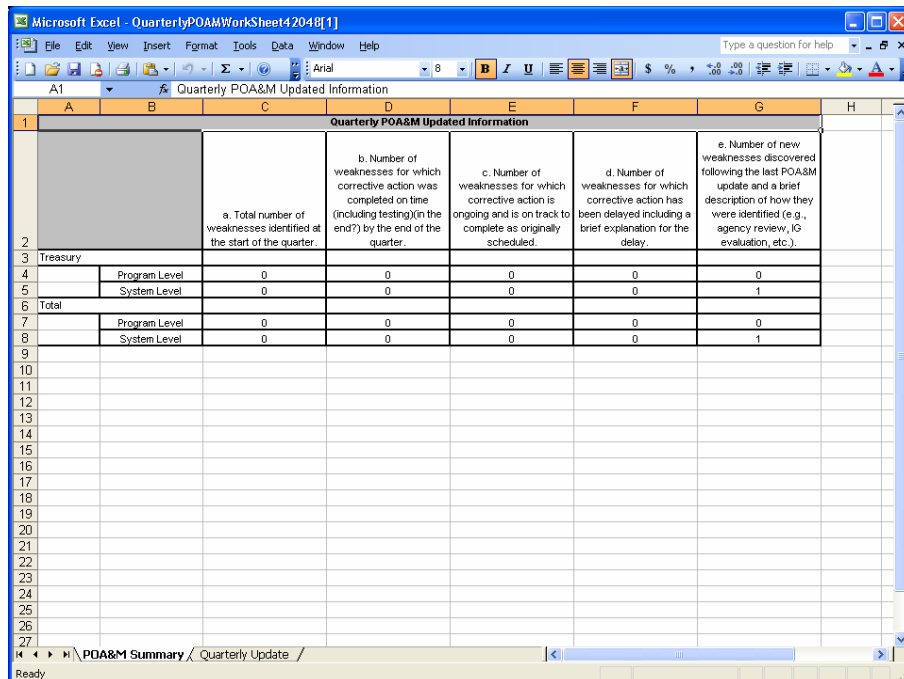 Microsoft Excel - QuarterlyPOAMWorkSheet42048[1]
File Edit View Insert Format Tools Data Window Help Type a question for help
Arial 8 B I U $ % ,
A1 fx Quarterly POA&M Updated Information
A B C D E F G H
1 Quarterly POA&M Updated Information
a. Total number of
weaknesses identified at
the start of the quarter.
b. Number of
weaknesses for which
corrective action was
completed on time
(including testing)(in the
end?) by the end of the
quarter.
c. Number of
weaknesses for which
corrective action is
ongoing and is on track to
complete as originally
scheduled.
d. Number of
weaknesses for which
corrective action has
been delayed including a
brief explanation for the
delay.
e. Number of new
weaknesses discovered
following the last POA&M
update and a brief
description of how they
were identified (e.g.,
agency review, IG
evaluation, etc.).
2
3 Treasury
4 Program Level 0 0 0 0 0
5 System Level 0 0 0 0 1
6 Total
7 Program Level 0 0 0 0 0
8 System Level 0 0 0 0 1
9
10
11
12
13
14
15
16
17
18
19
20
21
22
23
24
25
26
27
POA&M Summary Quarterly Update
Ready